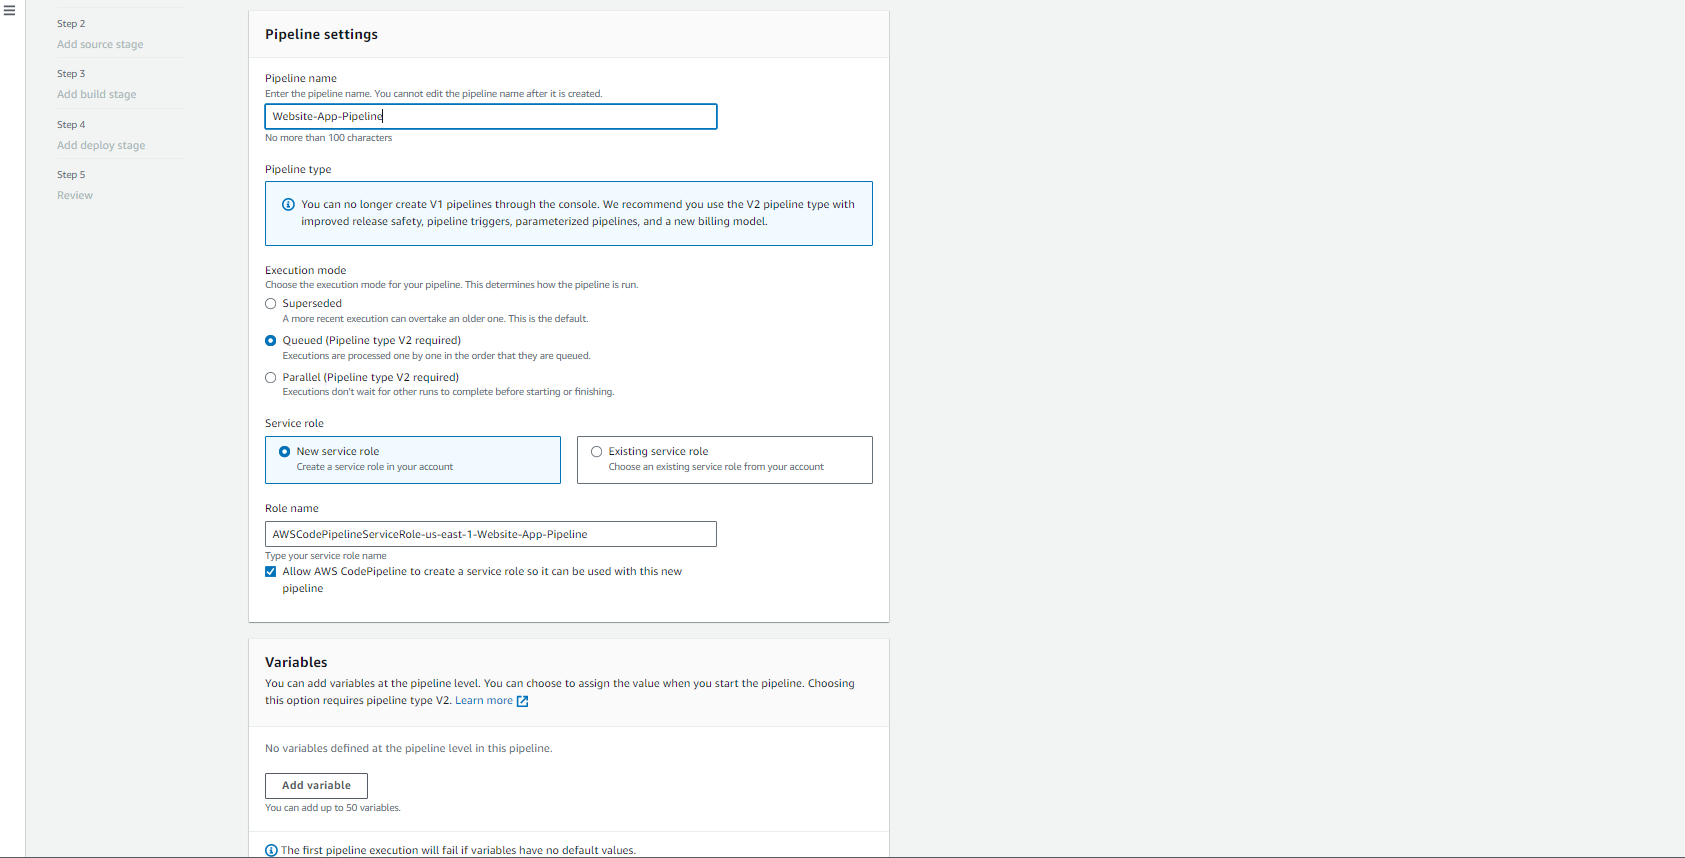 Step 2
Add source stage
Step 3
Add build stage
Step 4
Add deploy stage
Step 5
Review
Pipeline settings
Pipeline name
Enter the pipeline name. You cannot edit the pipeline name after it is created.
Website-App-Pipeline
No more than 100 characters
Pipeline type
You can no longer create V1 pipelines through the console. We recommend you use the V2 pipeline type with
improved release safety, pipeline triggers, parameterized pipelines, and a new billing model.
Execution mode
Choose the execution mode for your pipeline. This determines how the pipeline is run.
Superseded
A more recent execution can overtake an older one. This is the default.
Queued (Pipeline type V2 required)
Executions are processed one by one in the order that they are queued.
Parallel (Pipeline type V2 required)
Executions don't wait for other runs to complete before starting or finishing.
Service role
New service role
Create a service role in your account
Existing service role
Choose an existing service role from your account
Role name
AWSCodePipelineServiceRole-us-east-1-Website-App-Pipeline
Type your service role name
Allow AWS CodePipeline to create a service role so it can be used with this new
pipeline
Variables
You can add variables at the pipeline level. You can choose to assign the value when you start the pipeline. Choosing
this option requires pipeline type V2. Learn more
No variables defined at the pipeline level in this pipeline.
Add variable
You can add up to 50 variables.
The first pipeline execution will fail if variables have no default values.